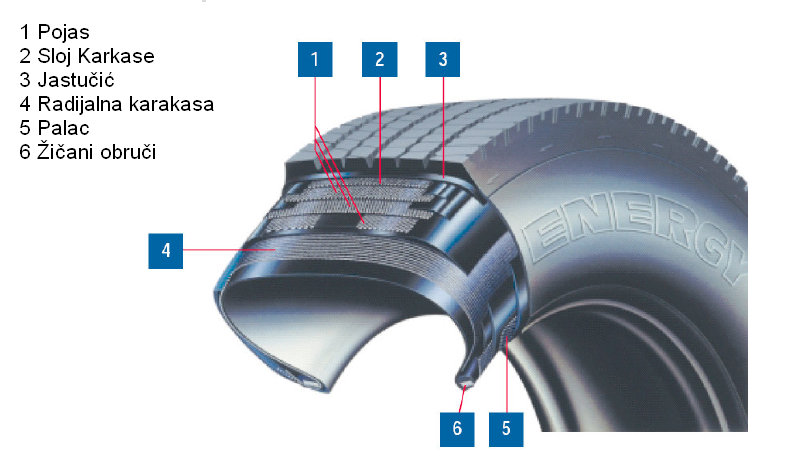 1 Pojas
2 Sloj Karkase
3 Jastučić
4 Radijalna karakasa
5 Palac
6 Žičani obruči
1 2 3
4
ENERGY
6 5